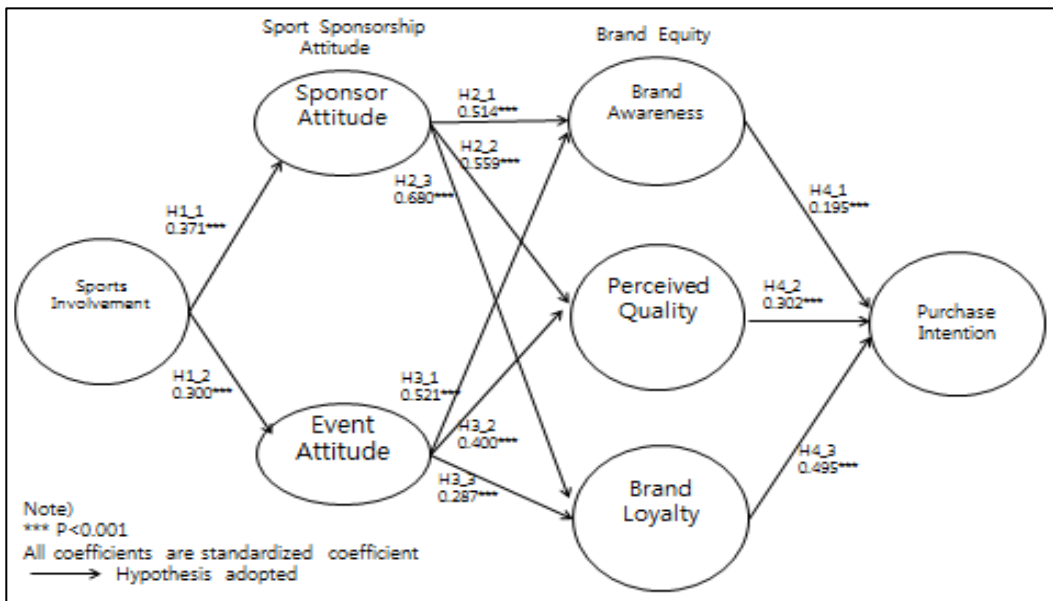 Sport Sponsorship
Attitude
Brand Equity
Sponsor
Attitude
Brand
Awareness
H2_1
0.514***
H2_2
0.559***
H2_3
0.680***
H1_1
0.371***
H4_1
0.195***
Sports
Involvement
Perceived
Quality
H4_2
0.302***
Purchase
Intention
H1_2
0.300***
H3_1
0.521***
Event
Attitude
H3_2
0.400***
H3_3
0.287***
H4_3
0.495***
Brand
Loyalty
Note)
*** P<0.001
All coefficients are standardized coefficient
Hypothesis adopted